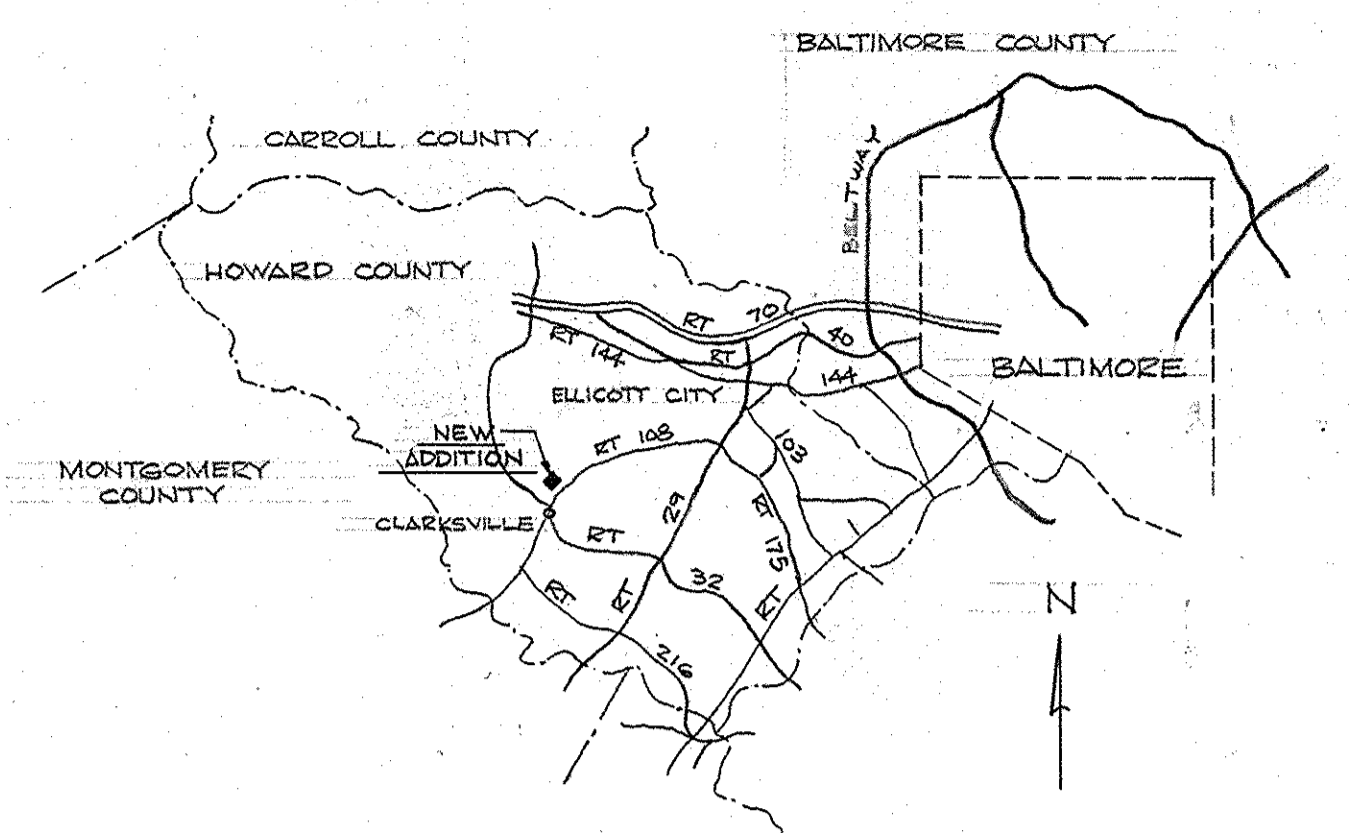 BALTIMORE COUNTY
CARROLL COUNTY
BELTWAY
HOWARD COUNTY
RT 70
RT 144
RT 40
144
BALTIMORE
ELLICOTT CITY
NEW
ADDITION
RT 108
103
MONTGOMERY
COUNTY
CLARKSVILLE
RT 29
RT 175
RT 1
RT 32
RT 216
N